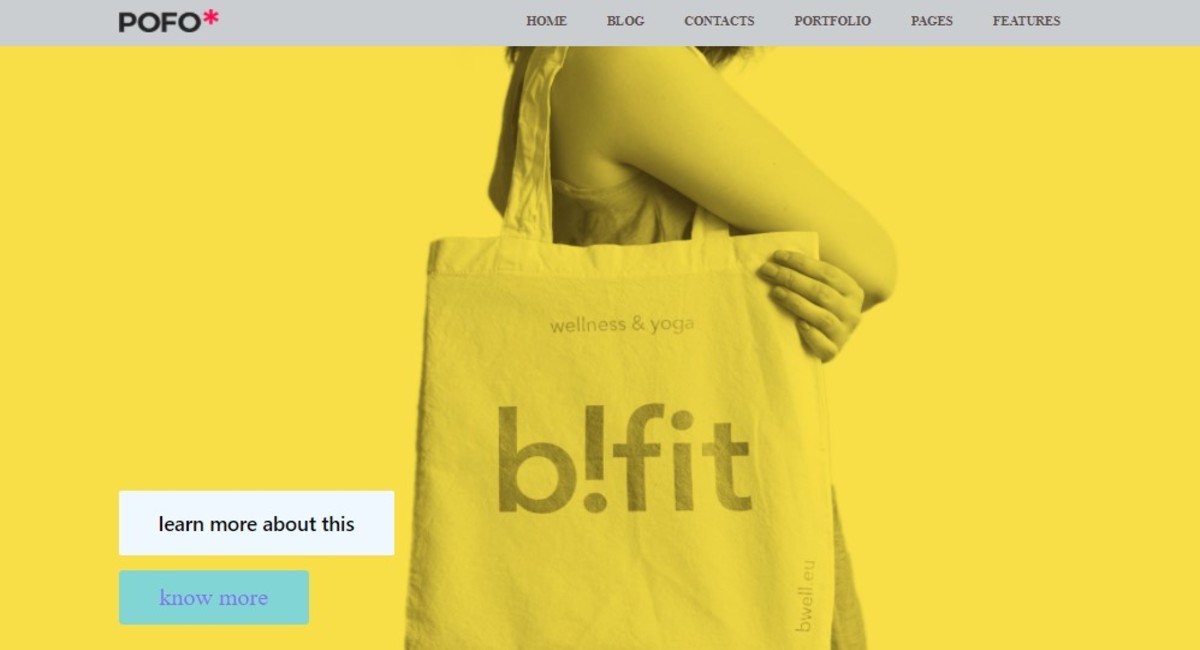 POFO*
HOME BLOG CONTACTS PORTFOLIO PAGES FEATURES
wellness & yoga
b!fit
bwell.eu
learn more about this
know more